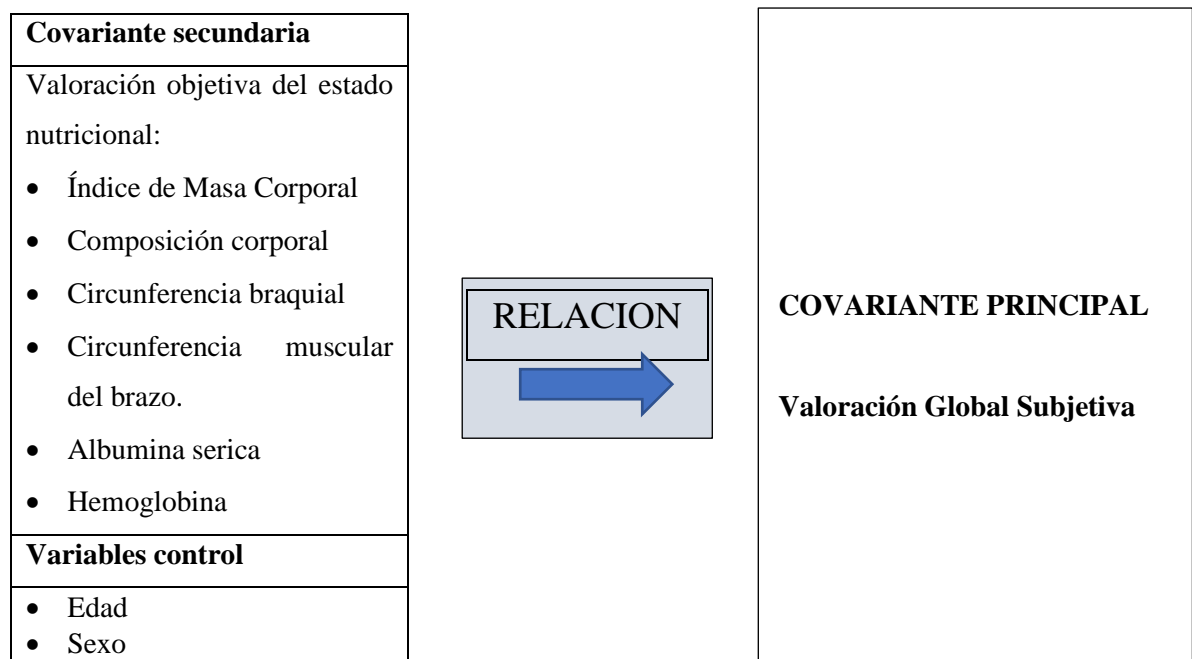 Covariante secundaria
Valoración objetiva del estado
nutricional:
• Índice de Masa Corporal
• Composición corporal
• Circunferencia braquial
• Circunferencia muscular
del brazo.
• Albumina serica
• Hemoglobina
Variables control
• Edad
• Sexo
RELACION
COVARIANTE PRINCIPAL
Valoración Global Subjetiva